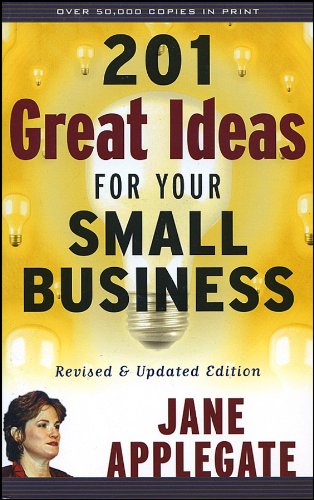 OVER 50,000 COPIES IN PRINT
201
Great Ideas
FOR YOUR
SMALL
BUSINESS
Revised & Updated Edition
JANE
APPLEGATE